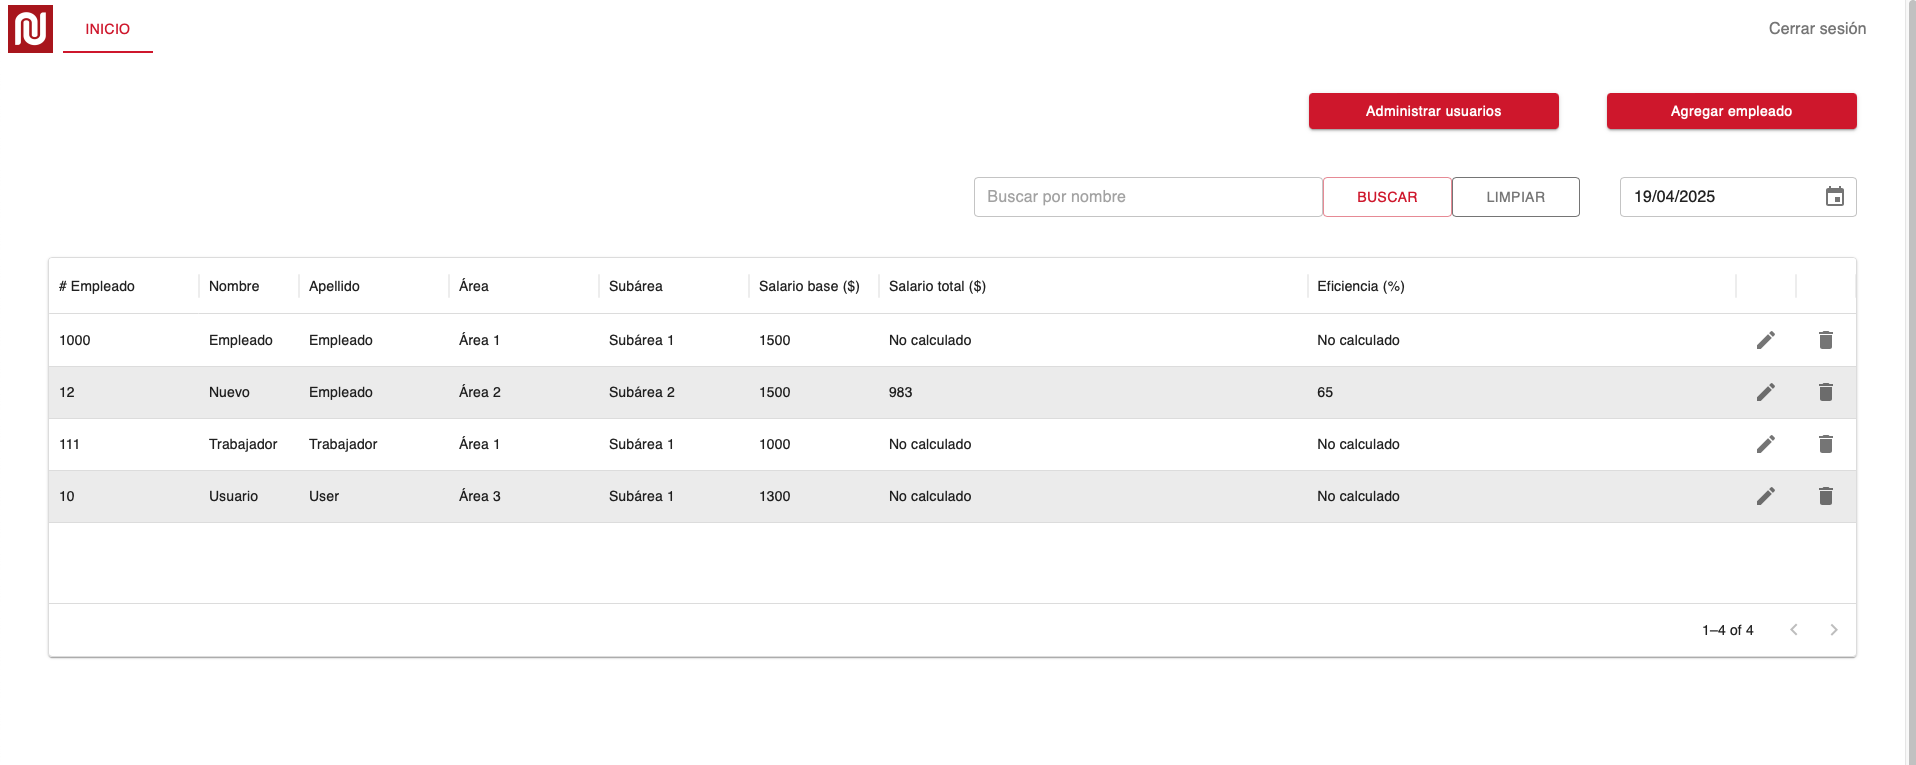 INICIO
Cerrar sesión
Administrar usuarios
Agregar empleado
Buscar por nombre
BUSCAR
LIMPIAR
19/04/2025
# Empleado Nombre Apellido Área Subárea Salario base ($) Salario total ($) Eficiencia (%)
1000 Empleado Empleado Área 1 Subárea 1 1500 No calculado No calculado
12 Nuevo Empleado Área 2 Subárea 2 1500 983 65
111 Trabajador Trabajador Área 1 Subárea 1 1000 No calculado No calculado
10 Usuario User Área 3 Subárea 1 1300 No calculado No calculado
1–4 of 4